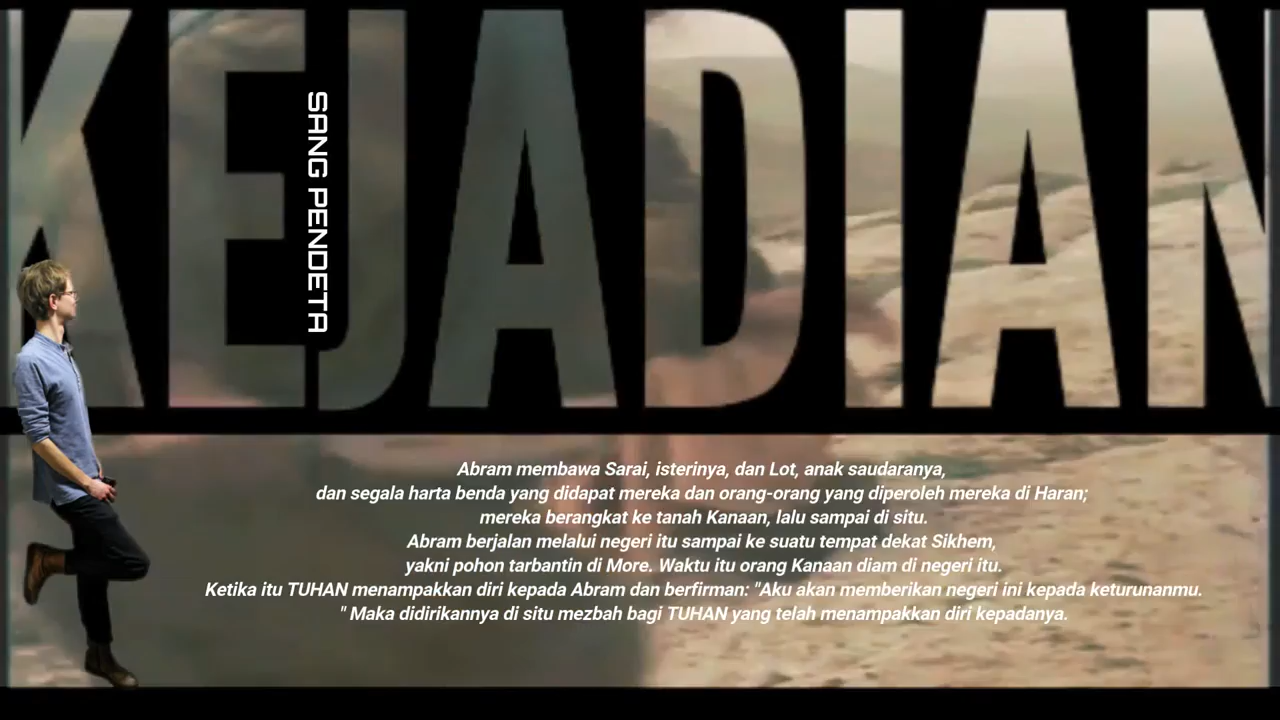 KEJADIAN
SANG PENDETA
Abram membawa Sarai, isterinya, dan Lot, anak saudaranya,
dan segala harta benda yang didapat mereka dan orang-orang yang diperoleh mereka di Haran;
mereka berangkat ke tanah Kanaan, lalu sampai di situ.
Abram berjalan melalui negeri itu sampai ke suatu tempat dekat Sikhem,
yakni pohon tarbantin di More. Waktu itu orang Kanaan diam di negeri itu.
Ketika itu TUHAN menampakkan diri kepada Abram dan berfirman: "Aku akan memberikan negeri ini kepada keturunanmu.
" Maka didirikannya di situ mezbah bagi TUHAN yang telah menampakkan diri kepadanya.